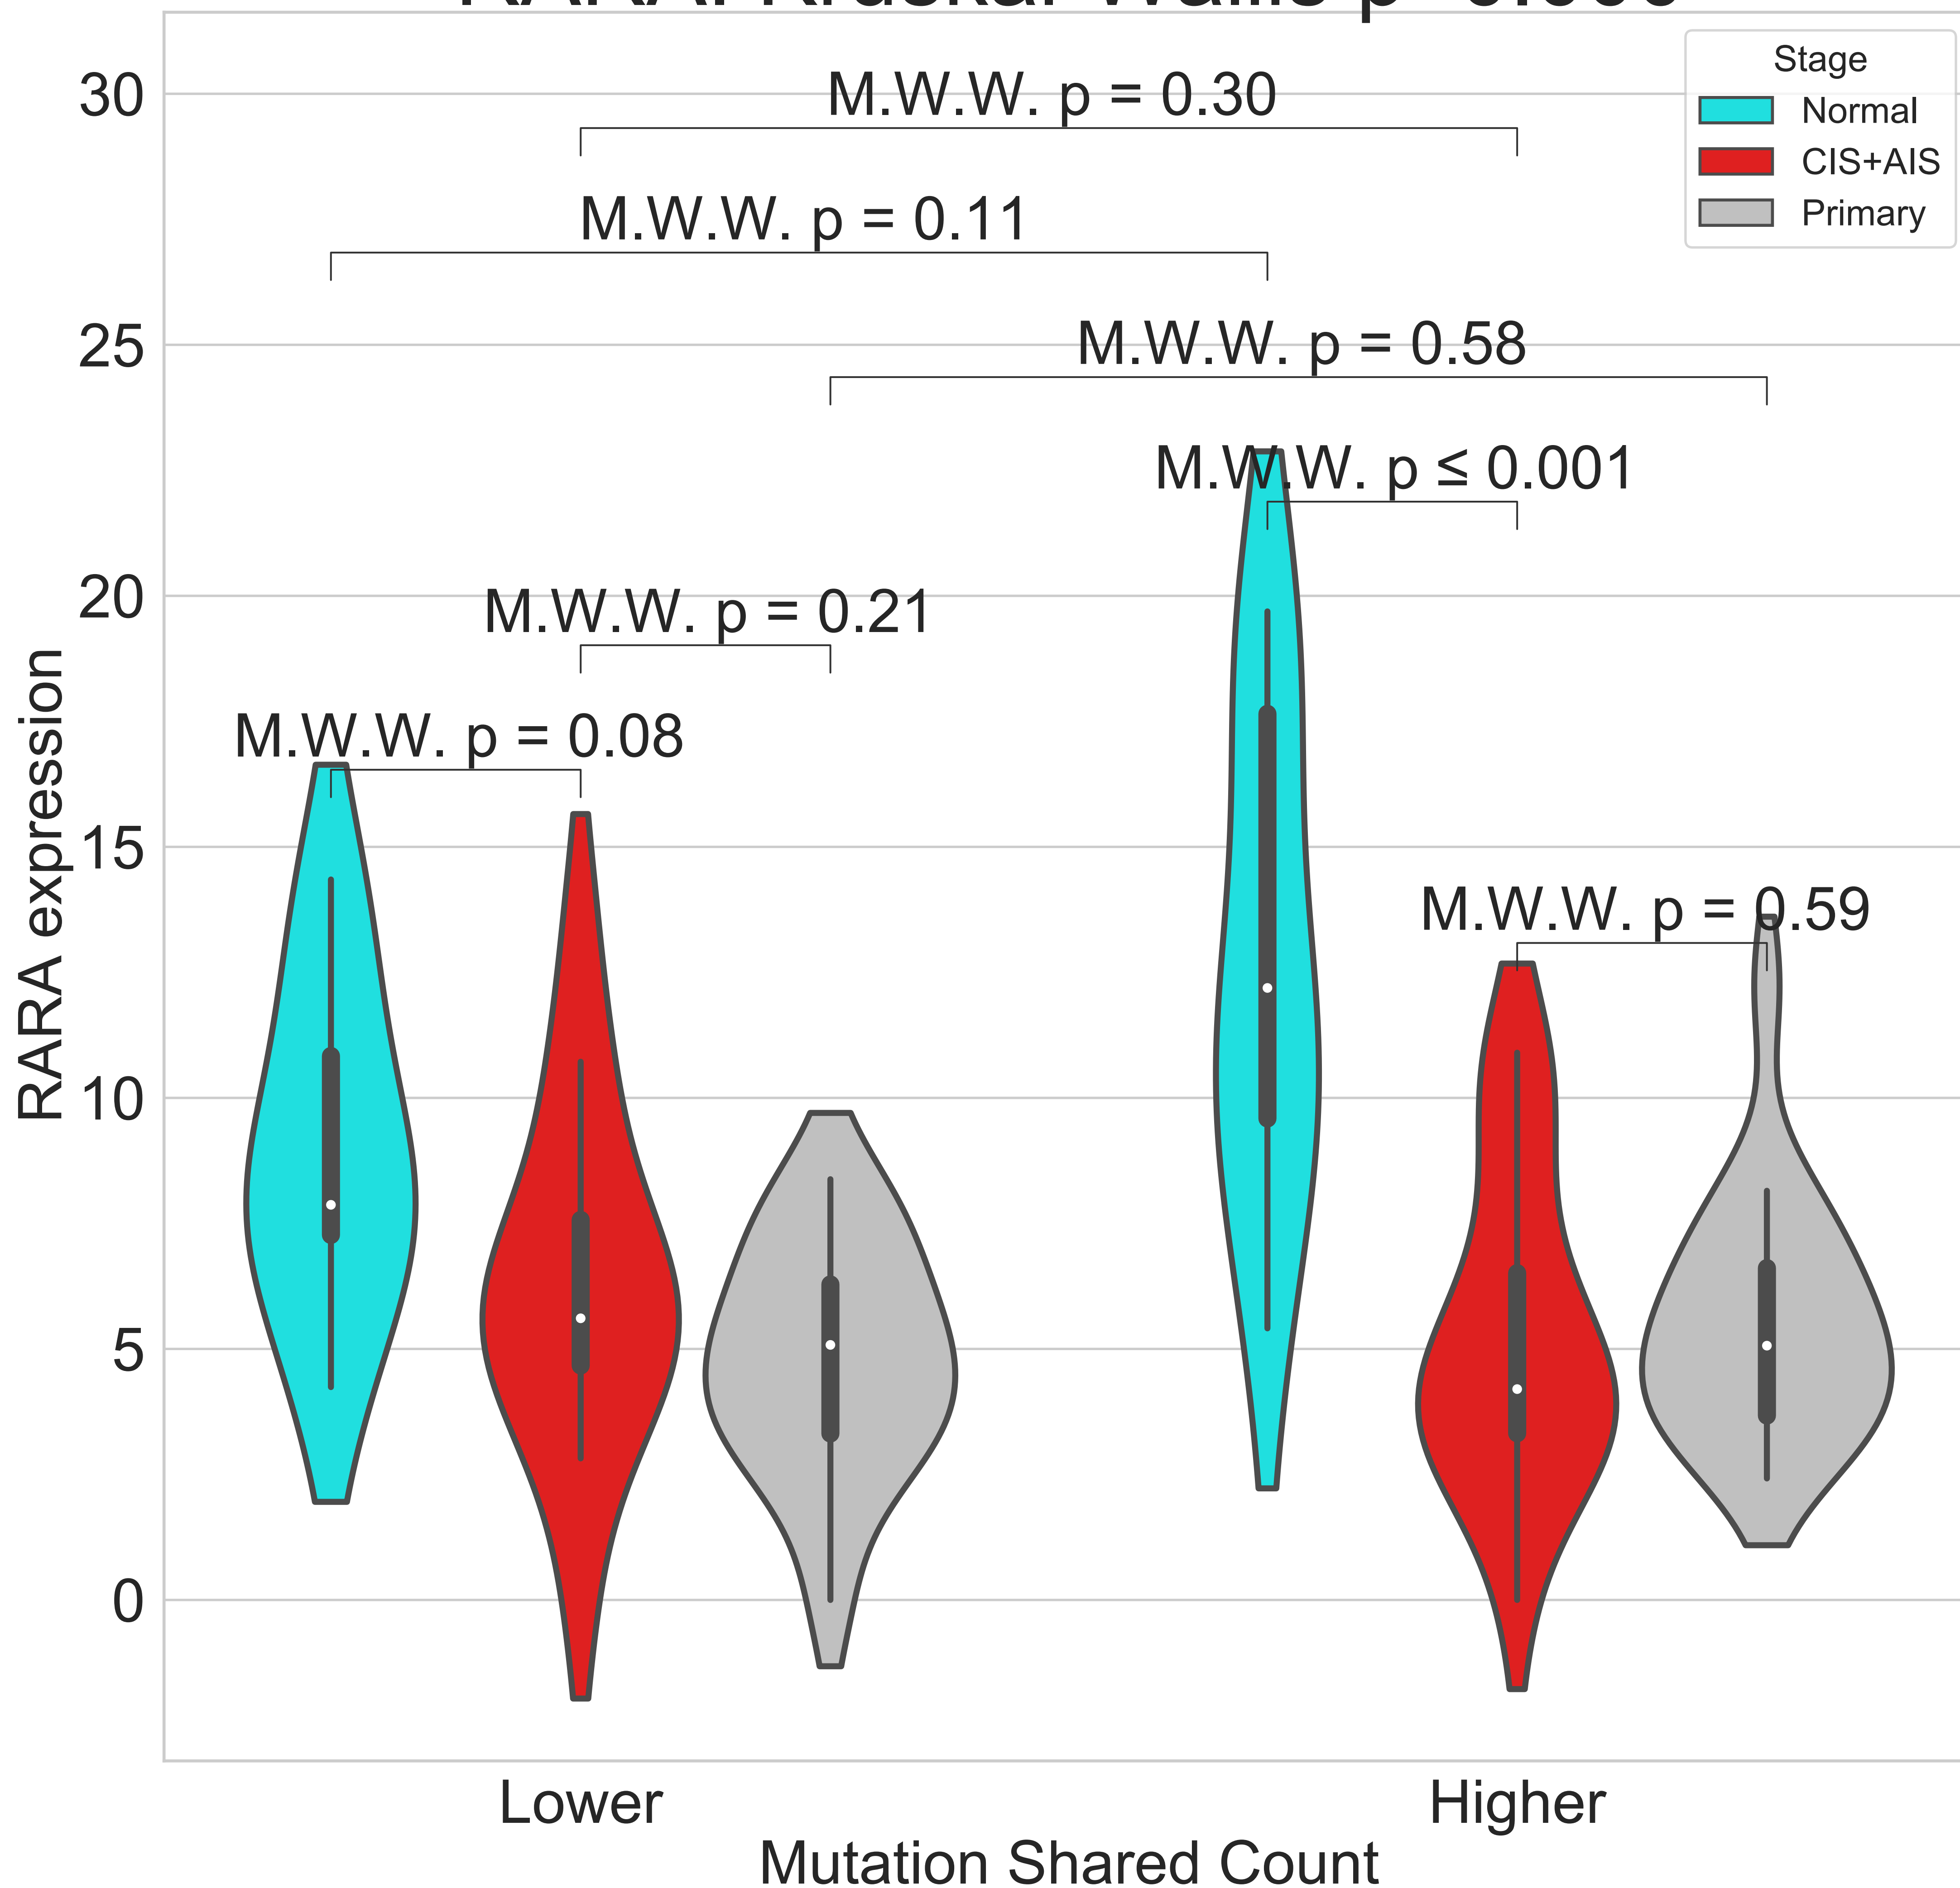 Stage
Normal
CIS+AIS
Primary
M.W.W. p = 0.30
M.W.W. p = 0.11
M.W.W. p = 0.58
M.W.W. p ≤ 0.001
M.W.W. p = 0.21
M.W.W. p = 0.08
M.W.W. p = 0.59
30
25
20
15
10
5
0
RARA expression
Lower
Higher
Mutation Shared Count